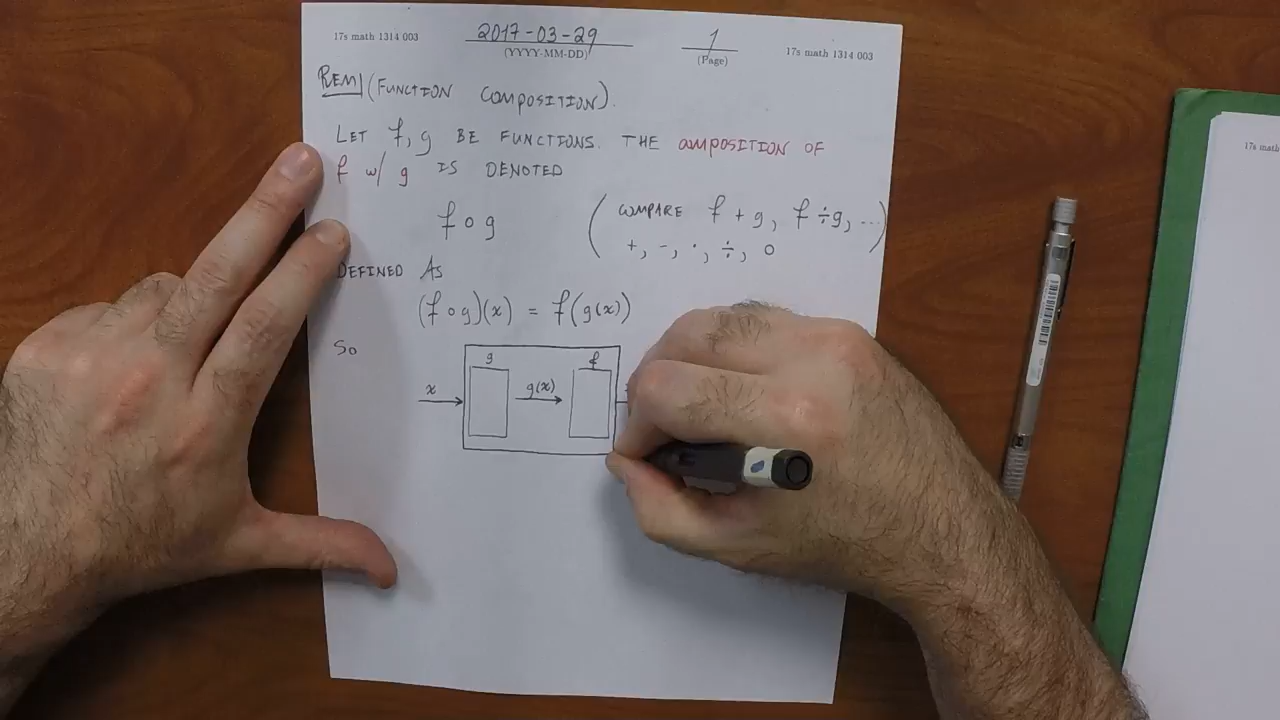 17s math 1314 003
2017-03-29
(YYYY-MM-DD)
1
(Page)
17s math 1314 003
REM (FUNCTION COMPOSITION).
LET f, g BE FUNCTIONS. THE COMPOSITION OF
f w/ g IS DENOTED
f o g
(COMPARE f + g, f ÷ g, ...)
+, -, ·, ÷, o
DEFINED AS
(f o g)(x) = f(g(x))
SO
g
f
x
g(x)
17s math